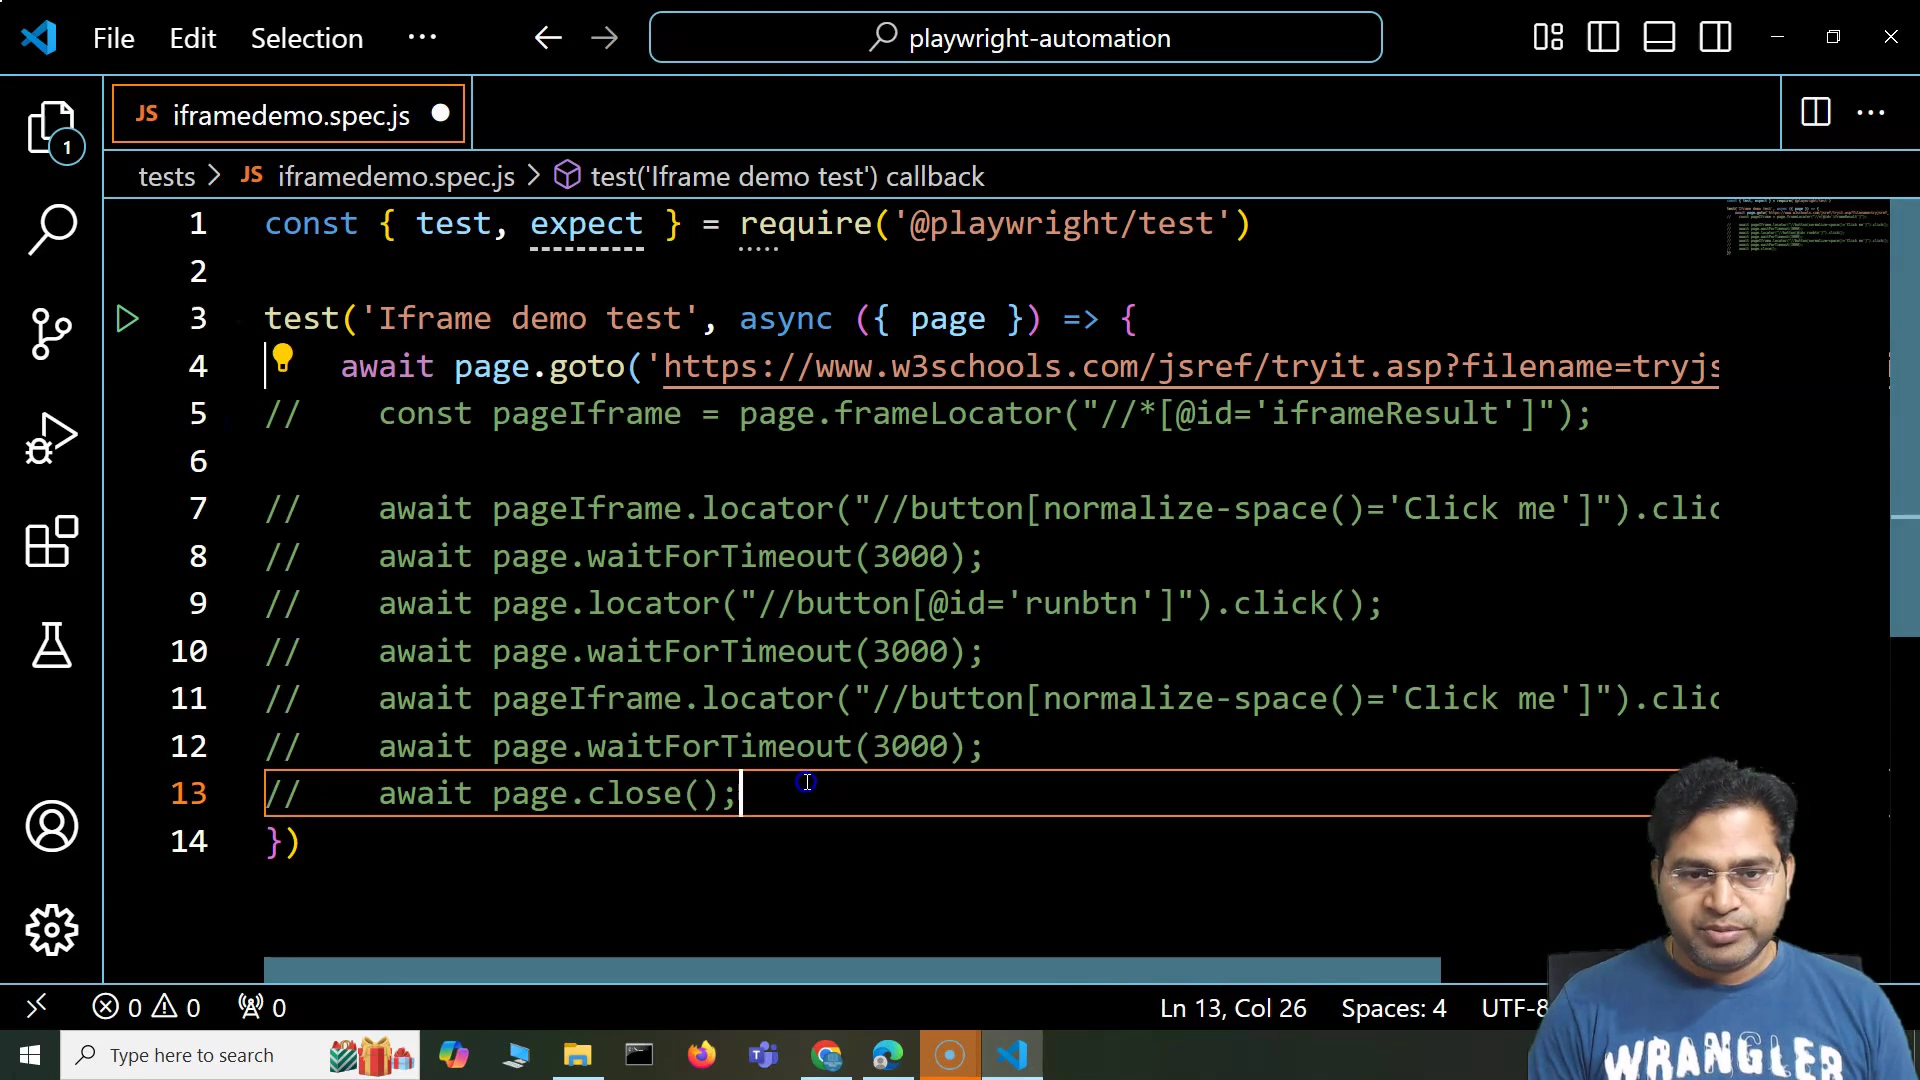 File Edit Selection ··· playwright-automation
JS iframedemo.spec.js
1
tests > JS iframedemo.spec.js > test('Iframe demo test') callback
1 const { test, expect } = require('@playwright/test')
2
3 test('Iframe demo test', async ({ page }) => {
4 await page.goto('https://www.w3schools.com/jsref/tryit.asp?filename=tryjs
5 // const pageIframe = page.frameLocator("//*[@id='iframeResult']");
6
7 // await pageIframe.locator("//button[normalize-space()='Click me']").clic
8 // await page.waitForTimeout(3000);
9 // await page.locator("//button[@id='runbtn']").click();
10 // await page.waitForTimeout(3000);
11 // await pageIframe.locator("//button[normalize-space()='Click me']").clic
12 // await page.waitForTimeout(3000);
13 // await page.close();
14 })
0 0 0 Ln 13, Col 26 Spaces: 4 UTF-8
Type here to search
WRANGLER